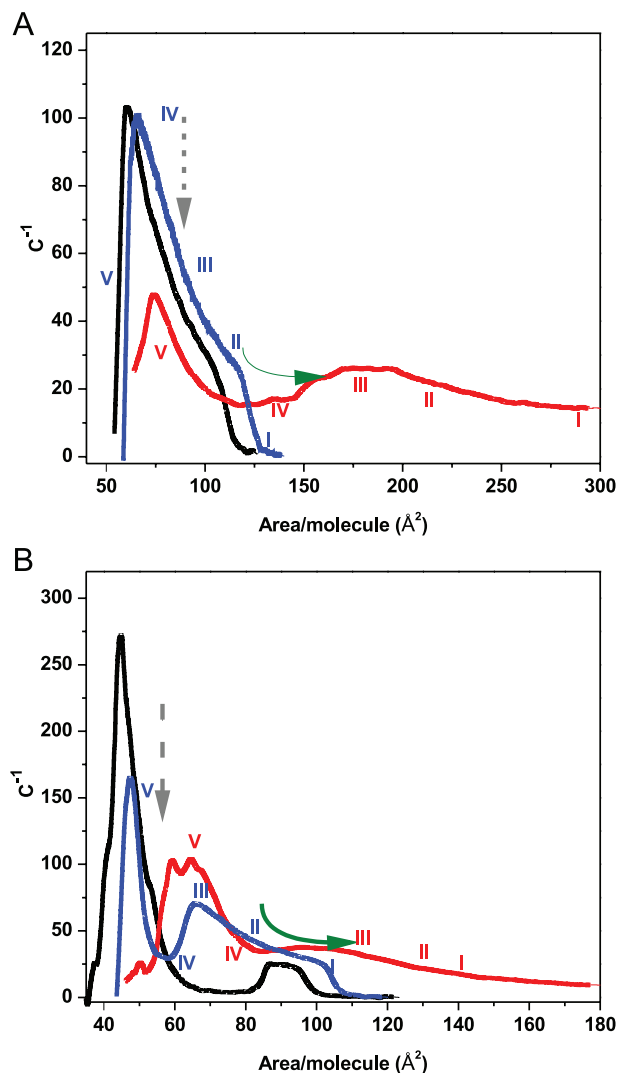 A
120
100
80
60
40
20
0
C⁻¹
IV
III
V
II
V
I
IV
III
II
I
50 100 150 200 250 300
Area/molecule (Å²)
B
300
250
200
150
100
50
0
C⁻¹
V
V
III
II
III
IV
IV
I
II
I
40 60 80 100 120 140 160 180
Area/molecule (Å²)